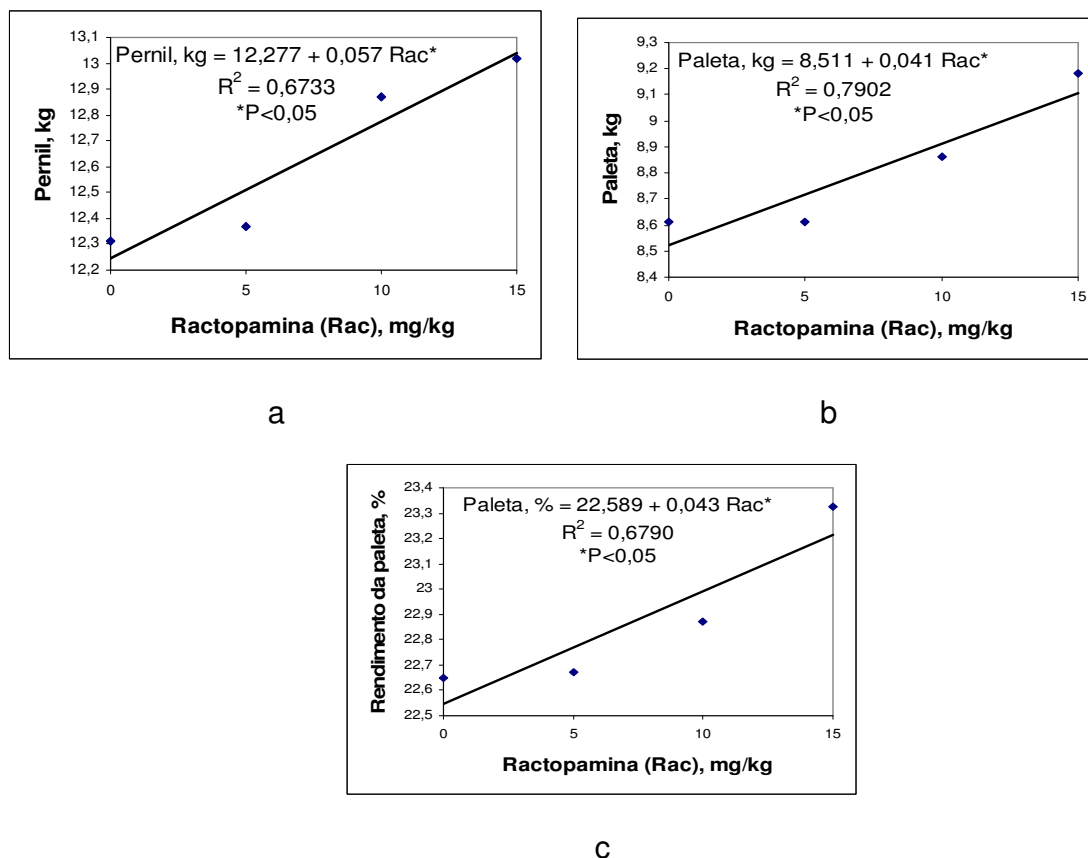 Pernil, kg = 12,277 + 0,057 Rac*
R² = 0,6733
*P<0,05
13,1
13
12,9
12,8
12,7
12,6
12,5
12,4
12,3
12,2
Pernil, kg
0 5 10 15
Ractopamina (Rac), mg/kg
a
Paleta, kg = 8,511 + 0,041 Rac*
R² = 0,7902
*P<0,05
9,3
9,2
9,1
9
8,9
8,8
8,7
8,6
8,5
8,4
Paleta, kg
0 5 10 15
Ractopamina (Rac), mg/kg
b
Paleta, % = 22,589 + 0,043 Rac*
R² = 0,6790
*P<0,05
23,4
23,3
23,2
23,1
23
22,9
22,8
22,7
22,6
22,5
Rendimento da paleta, %
0 5 10 15
Ractopamina (Rac), mg/kg
c